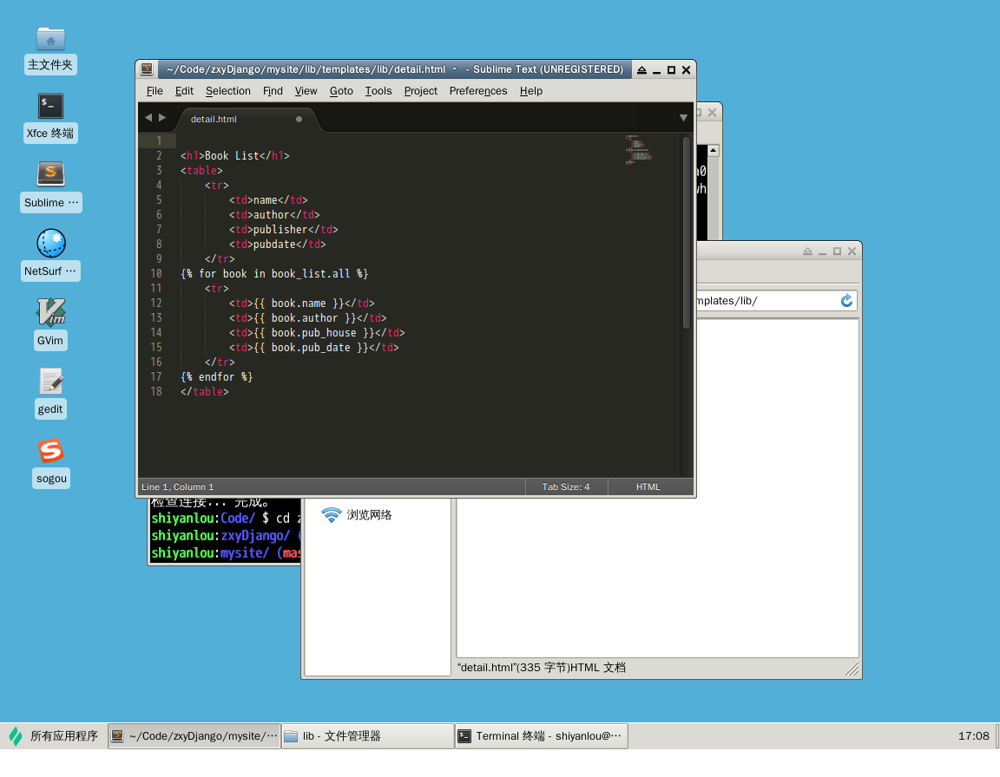 主文件夹
Xfce 终端
Sublime ⋯
NetSurf ⋯
GVim
gedit
sogou
~/Code/zxyDjango/mysite/lib/templates/lib/detail.html • - Sublime Text (UNREGISTERED)
File Edit Selection Find View Goto Tools Project Preferences Help
detail.html
1
2 <h1>Book List</h1>
3 <table>
4 <tr>
5 <td>name</td>
6 <td>author</td>
7 <td>publisher</td>
8 <td>pubdate</td>
9 </tr>
10 {% for book in book_list.all %}
11 <tr>
12 <td>{{ book.name }}</td>
13 <td>{{ book.author }}</td>
14 <td>{{ book.pub_house }}</td>
15 <td>{{ book.pub_date }}</td>
16 </tr>
17 {% endfor %}
18 </table>
Line 1, Column 1 Tab Size: 4 HTML
a0
wh
mplates/lib/
检查连接... 完成。
shiyanlou:Code/ $ cd z
shiyanlou:zxyDjango/ (
shiyanlou:mysite/ (mas
浏览网络
“detail.html”(335 字节)HTML 文档
所有应用程序 ~/Code/zxyDjango/mysite/⋯ lib - 文件管理器 Terminal 终端 - shiyanlou@⋯ 17:08